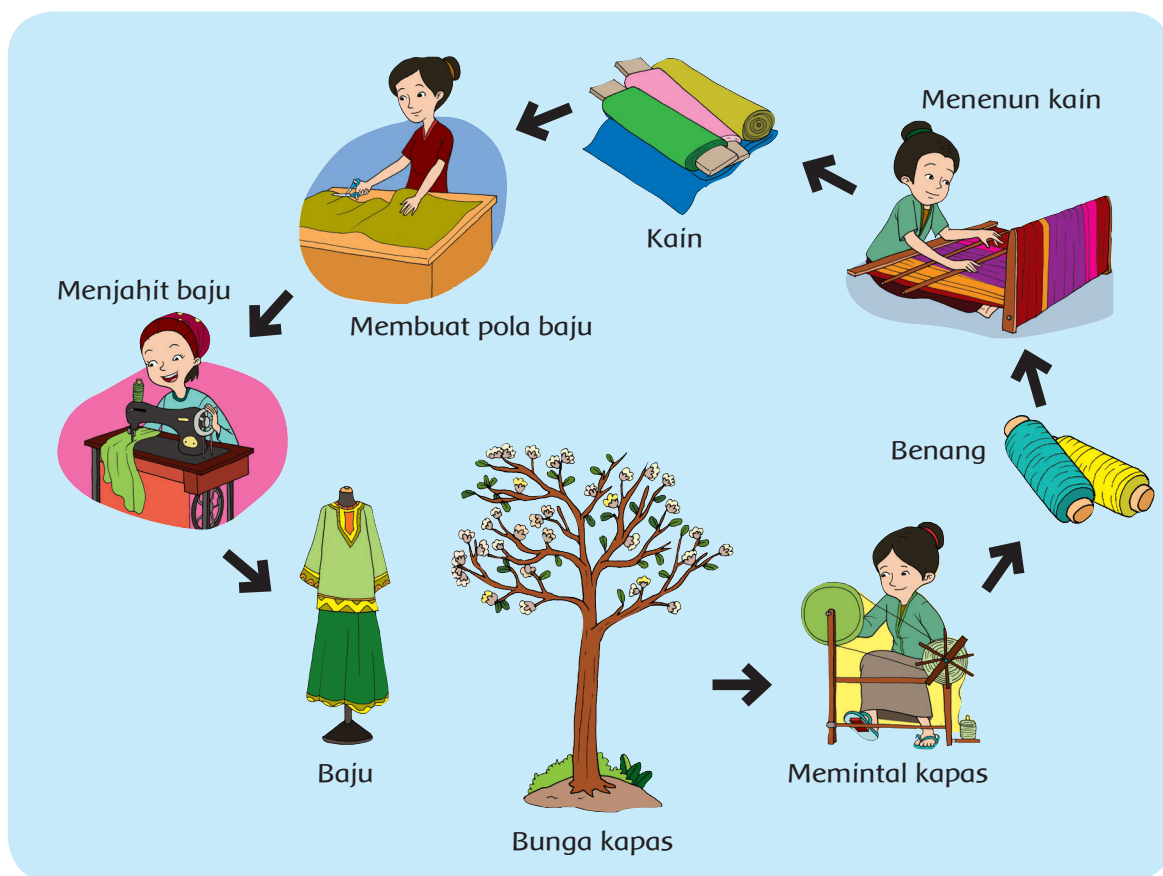 Menenun kain
Kain
Menjahit baju
Membuat pola baju
Benang
Baju
Memintal kapas
Bunga kapas